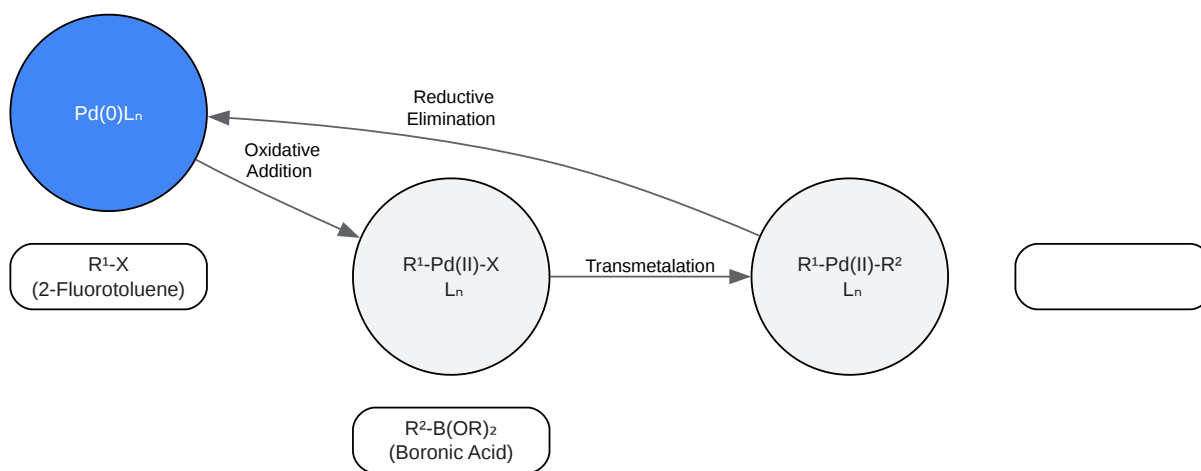 Pd(0)Lₙ
Reductive
Elimination
Oxidative
Addition
R¹-X
(2-Fluorotoluene)
R¹-Pd(II)-X
Lₙ
Transmetalation
R¹-Pd(II)-R²
Lₙ
R²-B(OR)₂
(Boronic Acid)